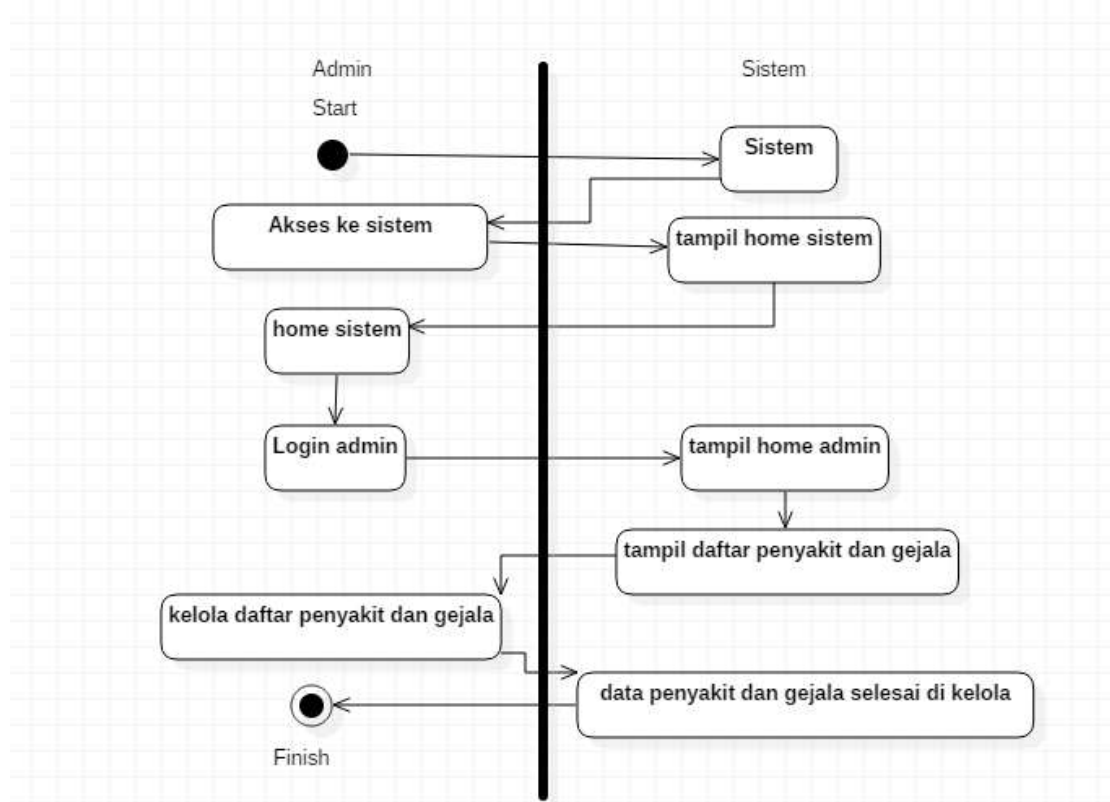 Admin
Sistem
Start
Sistem
Akses ke sistem
tampil home sistem
home sistem
Login admin
tampil home admin
tampil daftar penyakit dan gejala
kelola daftar penyakit dan gejala
data penyakit dan gejala selesai di kelola
Finish